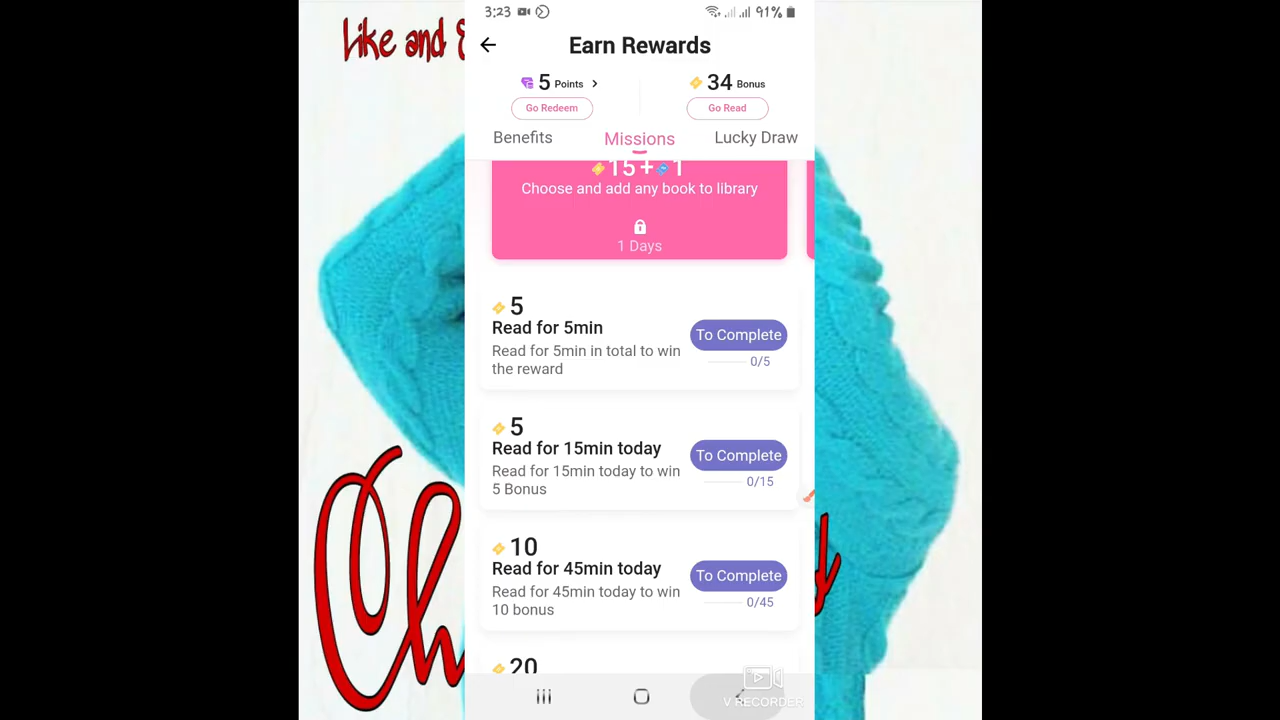 Like and
3:23
91%
Earn Rewards
5 Points >
34 Bonus
Go Redeem
Go Read
Benefits
Missions
Lucky Draw
15 + 1
Choose and add any book to library
1 Days
5
Read for 5min
Read for 5min in total to win
the reward
To Complete
0/5
5
Read for 15min today
Read for 15min today to win
5 Bonus
To Complete
0/15
10
Read for 45min today
Read for 45min today to win
10 bonus
To Complete
0/45
20
Ch
d
V RECORDER